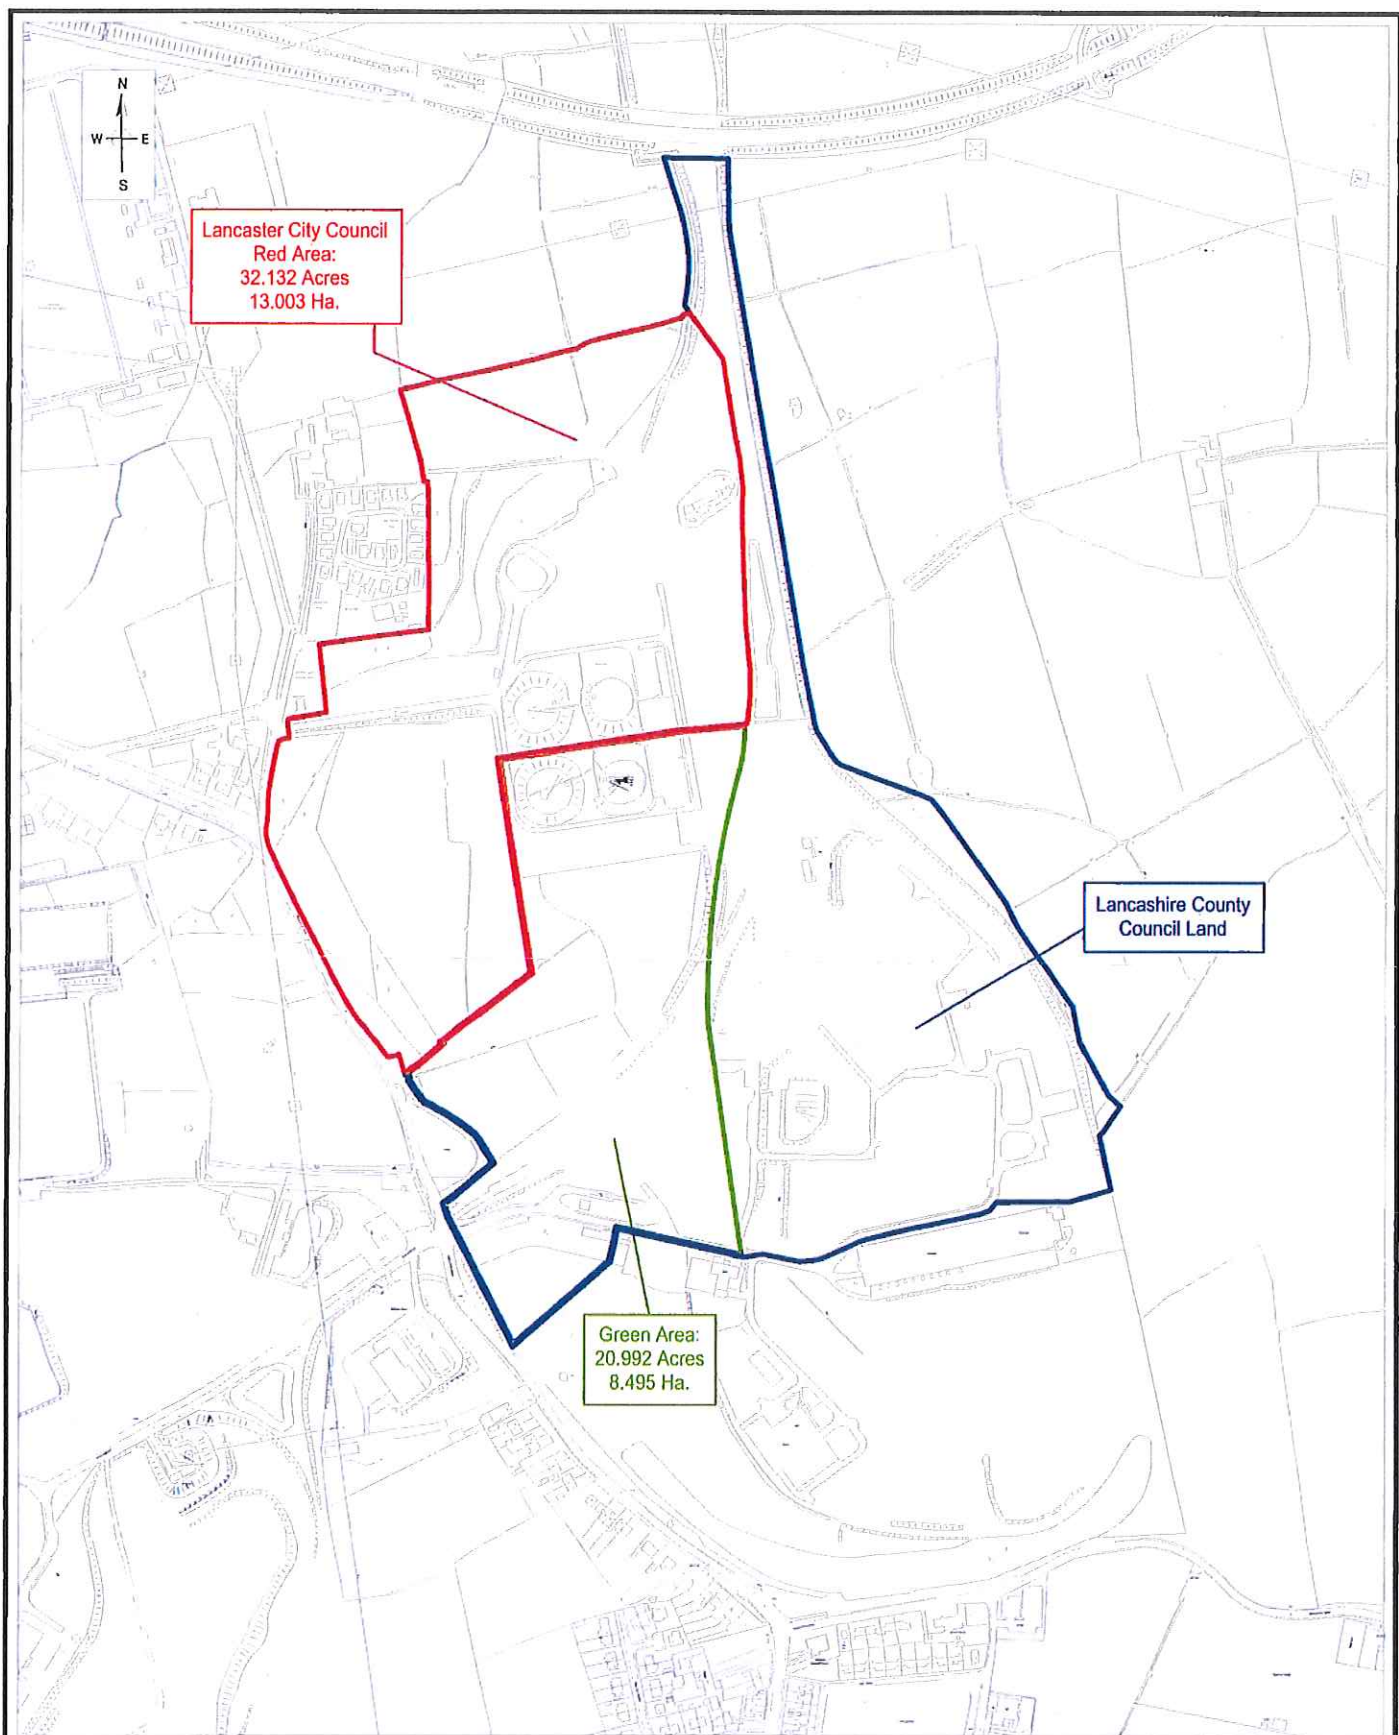 N
W E
S
Lancaster City Council
Red Area:
32.132 Acres
13.003 Ha.
Lancashire County
Council Land
Green Area:
20.992 Acres
8.495 Ha.